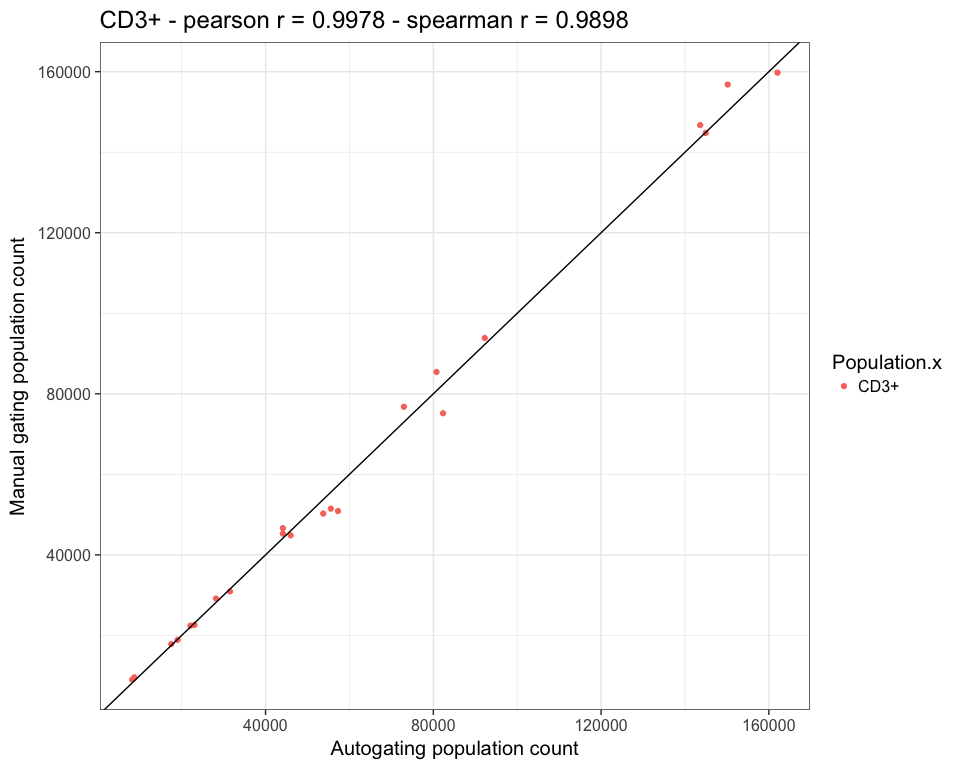 CD3+ - pearson r = 0.9978 - spearman r = 0.9898
160000
120000
80000
40000
Manual gating population count
40000 80000 120000 160000
Autogating population count
Population.x
CD3+